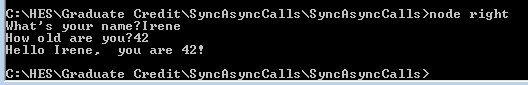 C:\HES\Graduate Credit\SyncAsyncCalls\SyncAsyncCalls>node right
What's your name?Irene
How old are you?42
Hello Irene,  you are 42!
C:\HES\Graduate Credit\SyncAsyncCalls\SyncAsyncCalls>